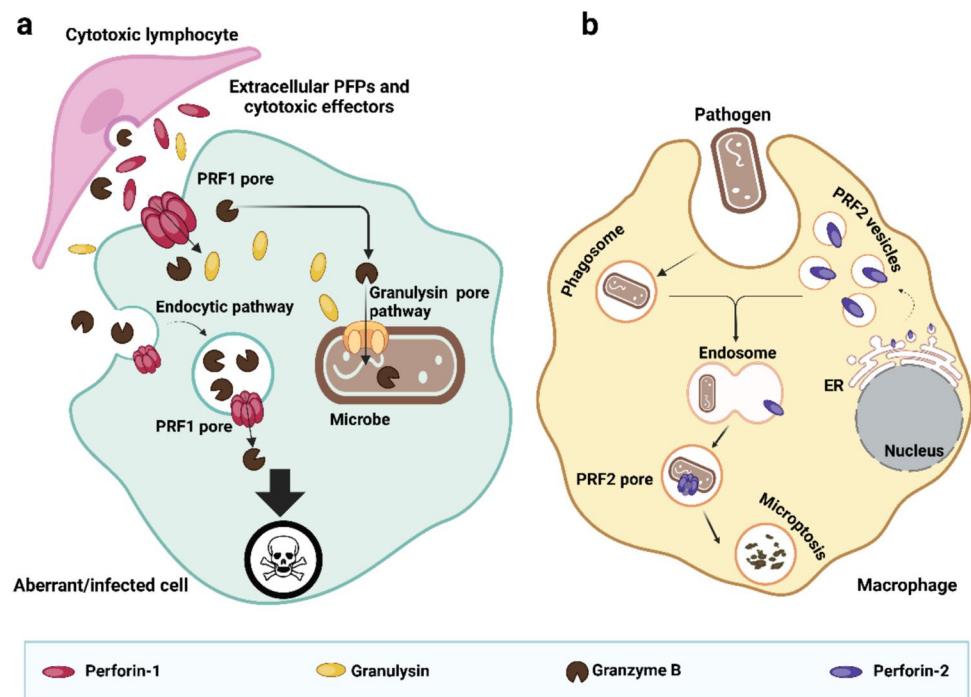 a
Cytotoxic lymphocyte
Extracellular PFPs and
cytotoxic effectors
PRF1 pore
Endocytic pathway
Granulysin pore
pathway
PRF1 pore
Microbe
Aberrant/infected cell
b
Pathogen
PRF2 vesicles
Phagosome
Endosome
ER
Nucleus
PRF2 pore
Microptosis
Macrophage
Perforin-1
Granulysin
Granzyme B
Perforin-2